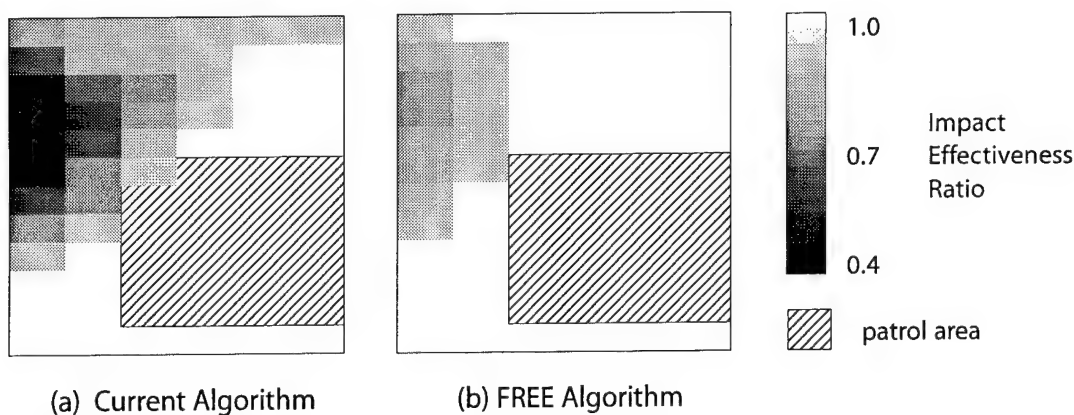 1.0
0.7
0.4
Impact
Effectiveness
Ratio
patrol area
(a) Current Algorithm
(b) FREE Algorithm